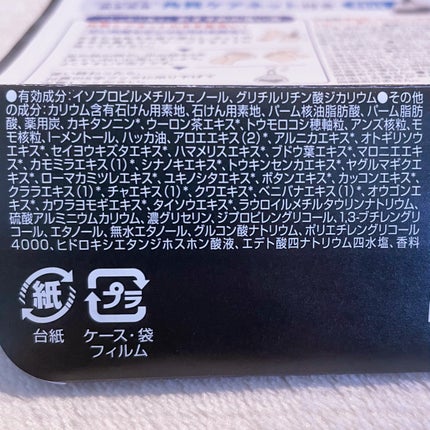 ●有効成分:イソプロピルメチルフェノール、グリチルリチン酸ジカリウム●その他
の成分:カリウム含有石けん用素地、石けん用素地、パーム核油脂肪酸、パーム脂肪
酸、薬用炭、カキタンニン*、ウーロン茶エキス*、トウモロコシ穂軸粒、アンズ核粒、モ
モ核粒、l-メントール、ハッカ油、アロエエキス(2)*、アルニカエキス*、オトギリソウ
エキス*、セイヨウキズタエキス*、ハマメリスエキス*、ブドウ葉エキス*、マロニエエキ
ス*、カモミラエキス(1)*、シナノキエキス*、トウキンセンカエキス*、ヤグルマギクエ
キス*、ローマカミツレエキス*、ユキノシタエキス*、ボタンエキス*、カッコンエキス*、
クララエキス(1)*、チャエキス(1)*、クワエキス*、ベニバナエキス(1)*、オウゴンエ
キス*、カワラヨモギエキス*、タイソウエキス*、ラウロイルメチルタウリンナトリウム、
硫酸アルミニウムカリウム、濃グリセリン、ジプロピレングリコール、1,3-ブチレングリ
コール、エタノール、無水エタノール、グルコン酸ナトリウム、ポリエチレングリコール
4000、ヒドロキシエタンジホスホン酸液、エデト酸四ナトリウム四水塩、香料
紙
プラ
台紙
ケース・袋
フィルム